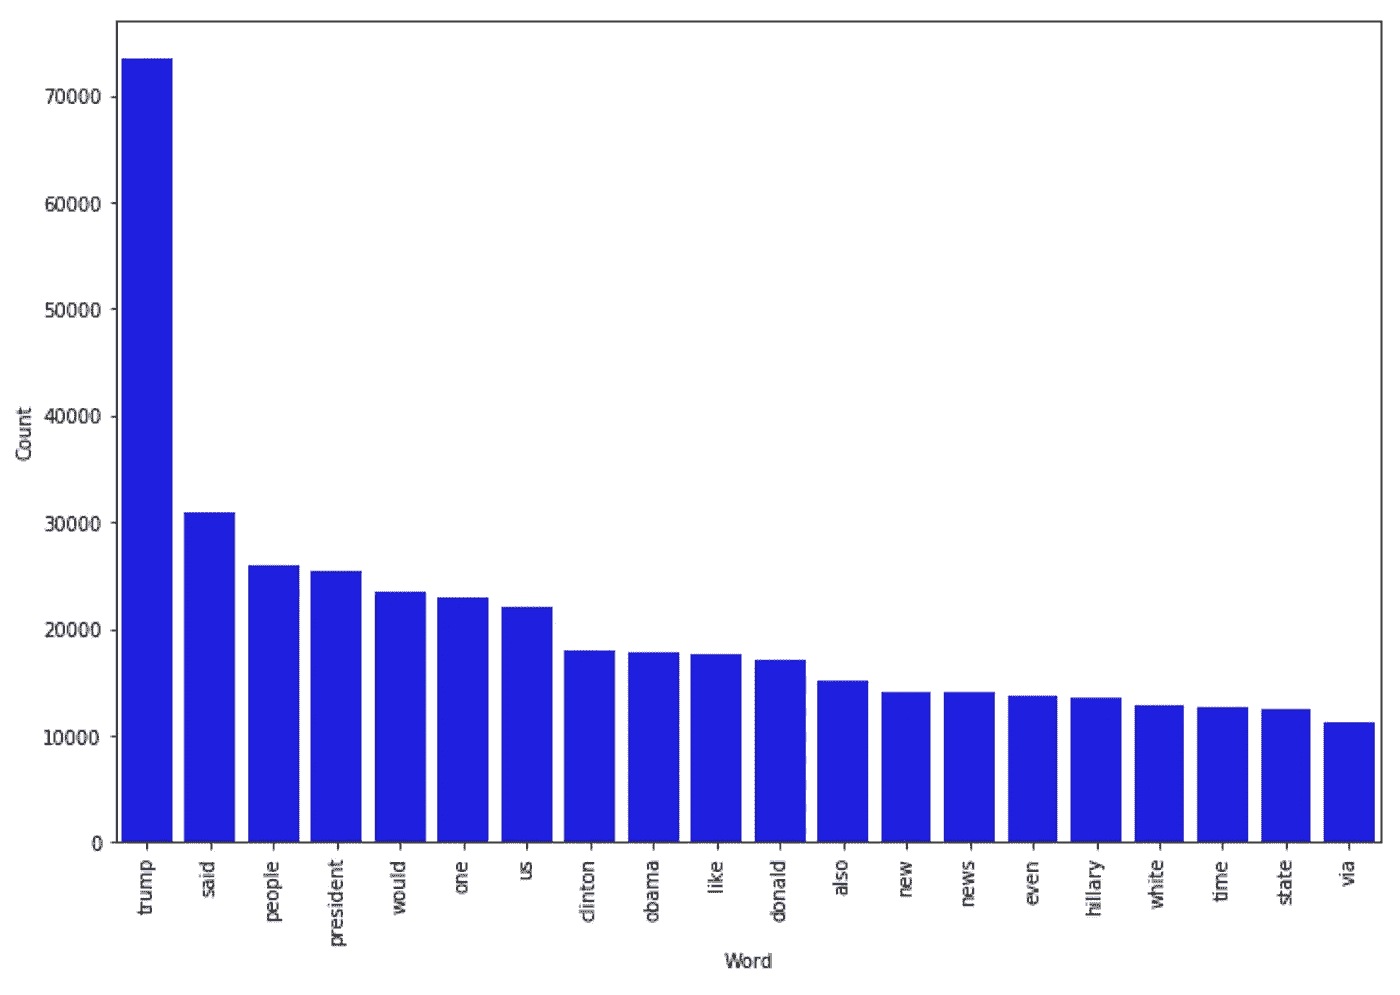 70000
60000
50000
40000
30000
20000
10000
0
Count
trump
said
people
president
would
one
us
clinton
obama
like
donald
also
new
news
even
hillary
white
time
state
via
Word